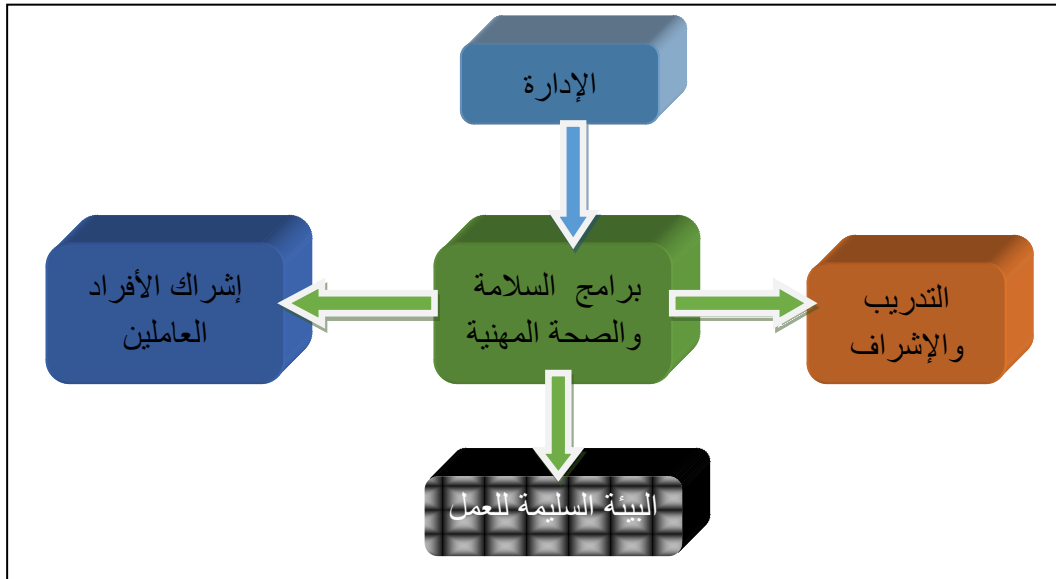 الإدارة
إشراك الأفراد
العاملين
برامج السلامة
والصحة المهنية
التدريب
والإشراف
البيئة السليمة للعمل